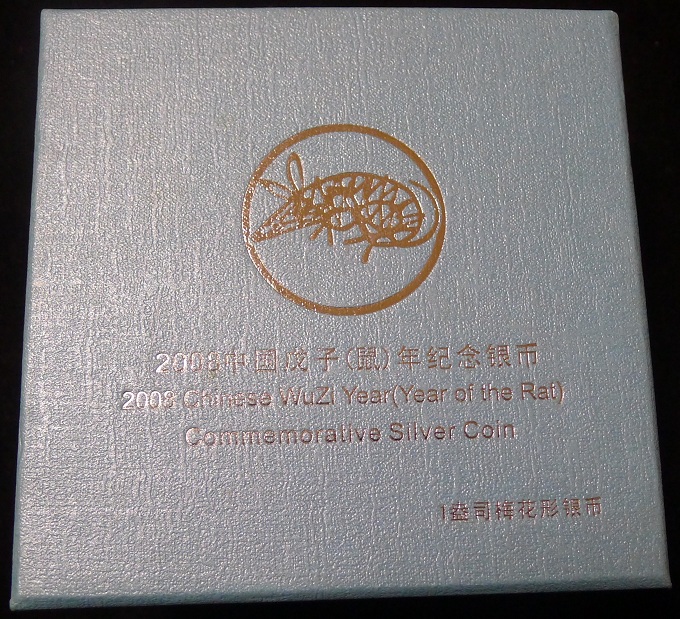 2008中国戊子(鼠)年纪念银币
2008 Chinese WuZi Year(Year of the Rat)
Commemorative Silver Coin
1盎司梅花形银币